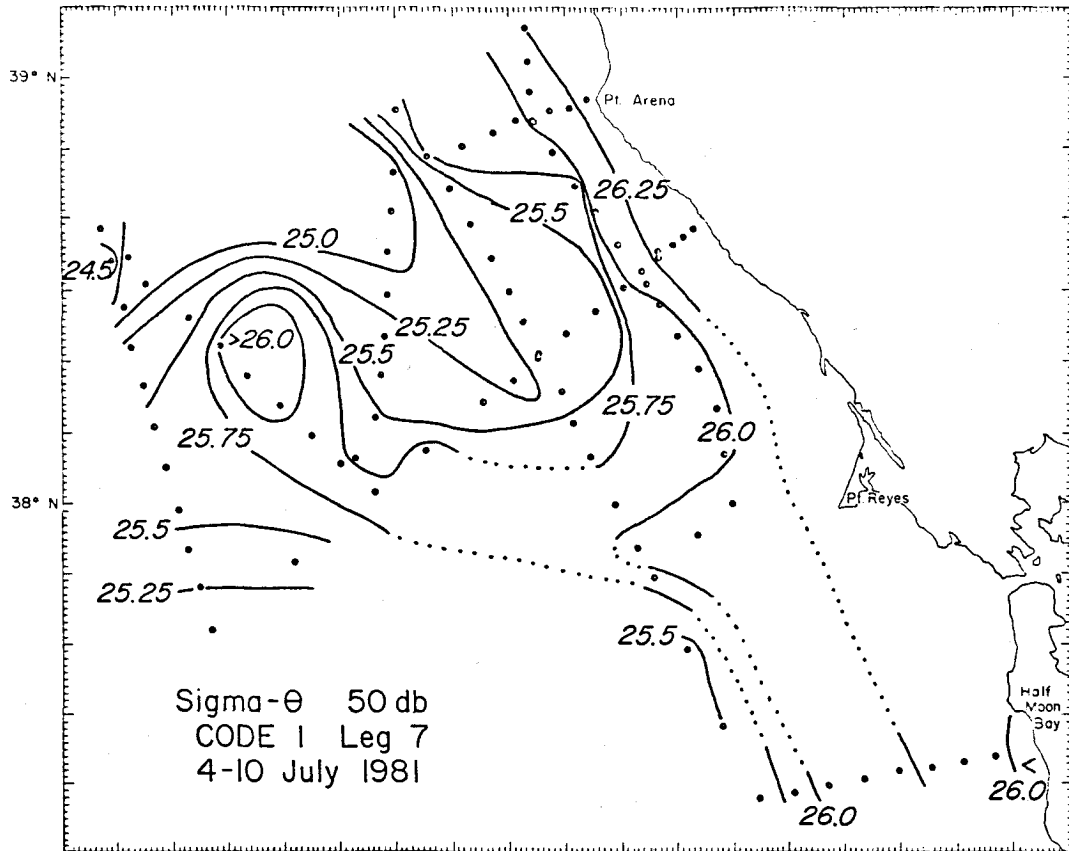 39° N
Pt. Arena
26.25
25.5
25.0
24.5
25.25
>26.0
25.5
25.75
25.75
26.0
38° N
Pt. Reyes
25.5
25.25
25.5
Sigma-θ 50 db
CODE 1 Leg 7
4-10 July 1981
Half
Moon
Bay
<
26.0
26.0